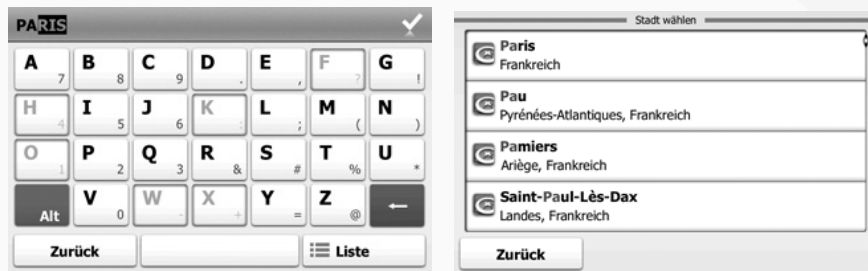 PARIS
A 7 B 8 C 9 D . E , F ? G !
H 4 I 5 J 6 K : L ; M ( N )
O 1 P 2 Q 3 R & S # T % U *
Alt V 0 W - X + Y = Z @
Zurück Liste
Stadt wählen
Paris
Frankreich
Pau
Pyrénées-Atlantiques, Frankreich
Pamiers
Ariège, Frankreich
Saint-Paul-Lès-Dax
Landes, Frankreich
Zurück